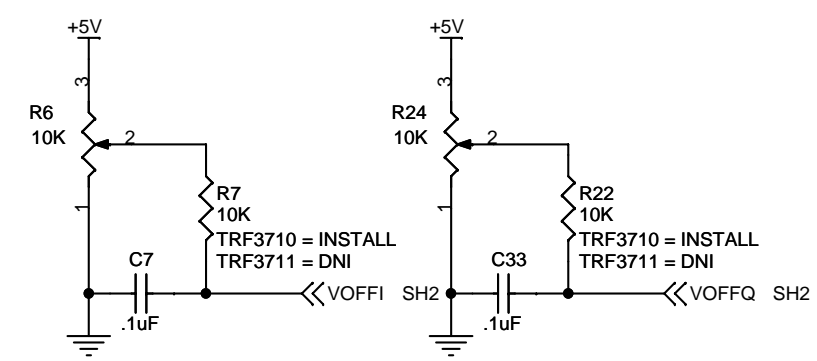 +5V
3
R6
10K
2
1
R7
10K
TRF3710 = INSTALL
TRF3711 = DNI
C7
.1uF
VOFFI SH2
+5V
3
R24
10K
2
1
R22
10K
TRF3710 = INSTALL
TRF3711 = DNI
C33
.1uF
VOFFQ SH2